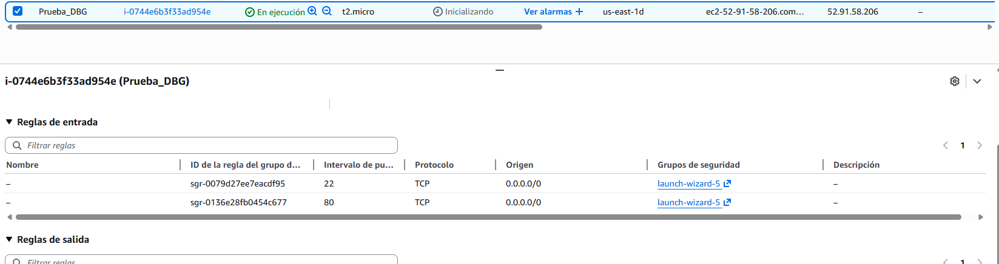 Prueba_DBG i-0744e6b3f33ad954e En ejecución t2.micro Inicializando Ver alarmas + us-east-1d ec2-52-91-58-206.com… 52.91.58.206 –
i-0744e6b3f33ad954e (Prueba_DBG)
Reglas de entrada
Filtrar reglas 1
Nombre ID de la regla del grupo d… Intervalo de pu… Protocolo Origen Grupos de seguridad Descripción
– sgr-0079d27ee7eacdf95 22 TCP 0.0.0.0/0 launch-wizard-5 –
– sgr-0136e28fb0454c677 80 TCP 0.0.0.0/0 launch-wizard-5 –
Reglas de salida
Filtrar reglas 1